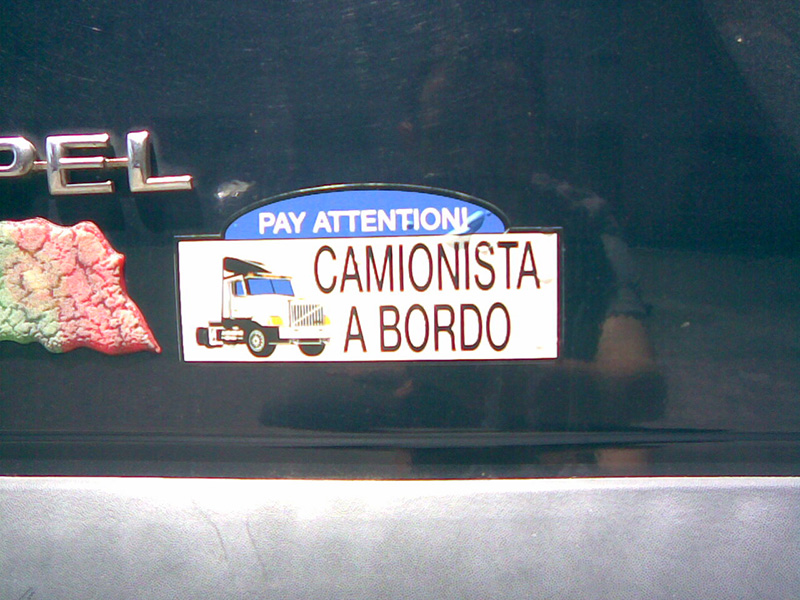 PEL
PAY ATTENTION!
CAMIONISTA
A BORDO